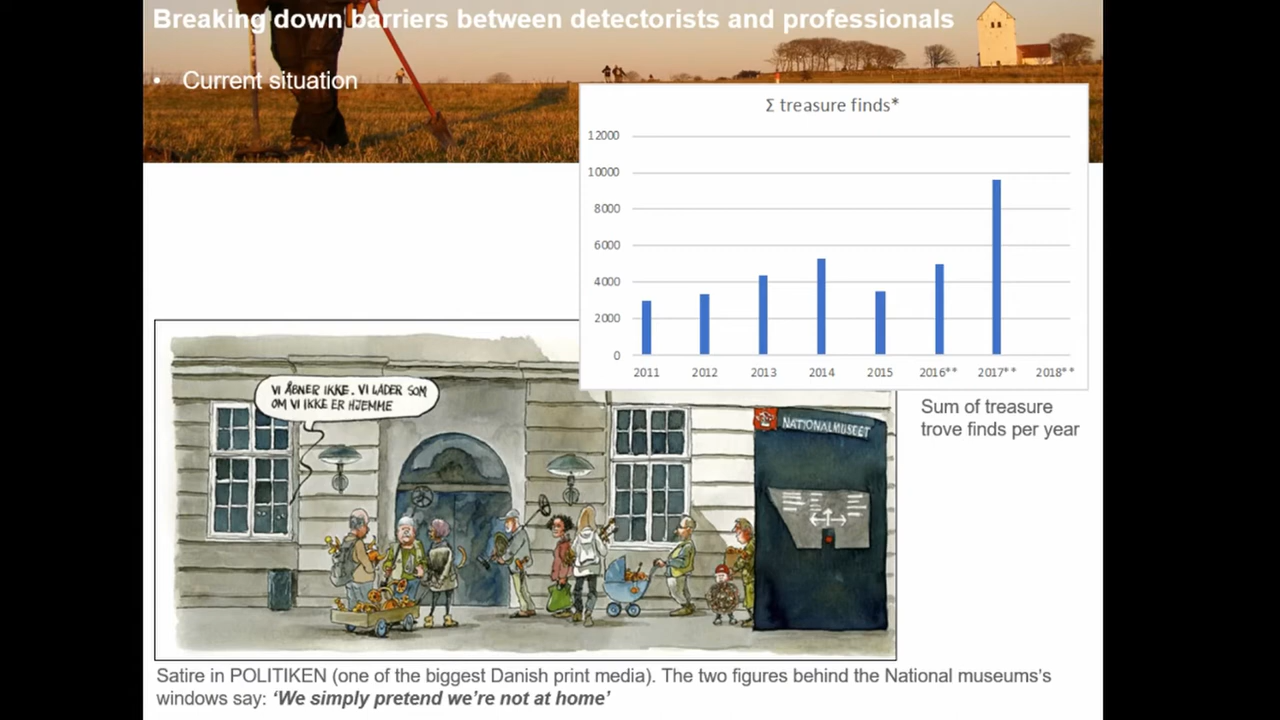 Breaking down barriers between detectorists and professionals
• Current situation
Σ treasure finds*
12000
10000
8000
6000
4000
2000
0
2011 2012 2013 2014 2015 2016** 2017** 2018**
Sum of treasure
trove finds per year
VI ÅBNER IKKE. VI LADER SOM
OM VI IKKE ER HJEMME
NATIONALMUSEET
Satire in POLITIKEN (one of the biggest Danish print media). The two figures behind the National museums's
windows say: ‘We simply pretend we’re not at home’